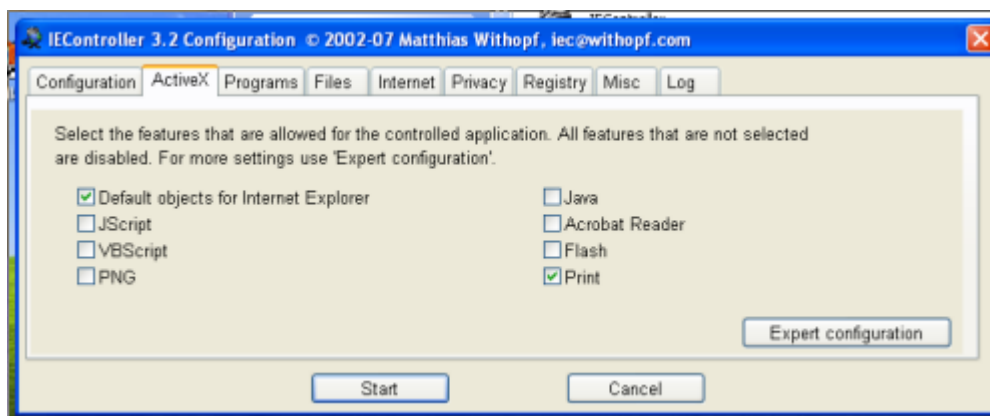 IEController
IEController 3.2 Configuration © 2002-07 Matthias Withopf, iec@withopf.com
Configuration ActiveX Programs Files Internet Privacy Registry Misc Log
Select the features that are allowed for the controlled application. All features that are not selected
are disabled. For more settings use 'Expert configuration'.
Default objects for Internet Explorer
JScript
VBScript
PNG
Java
Acrobat Reader
Flash
Print
Expert configuration
Start Cancel